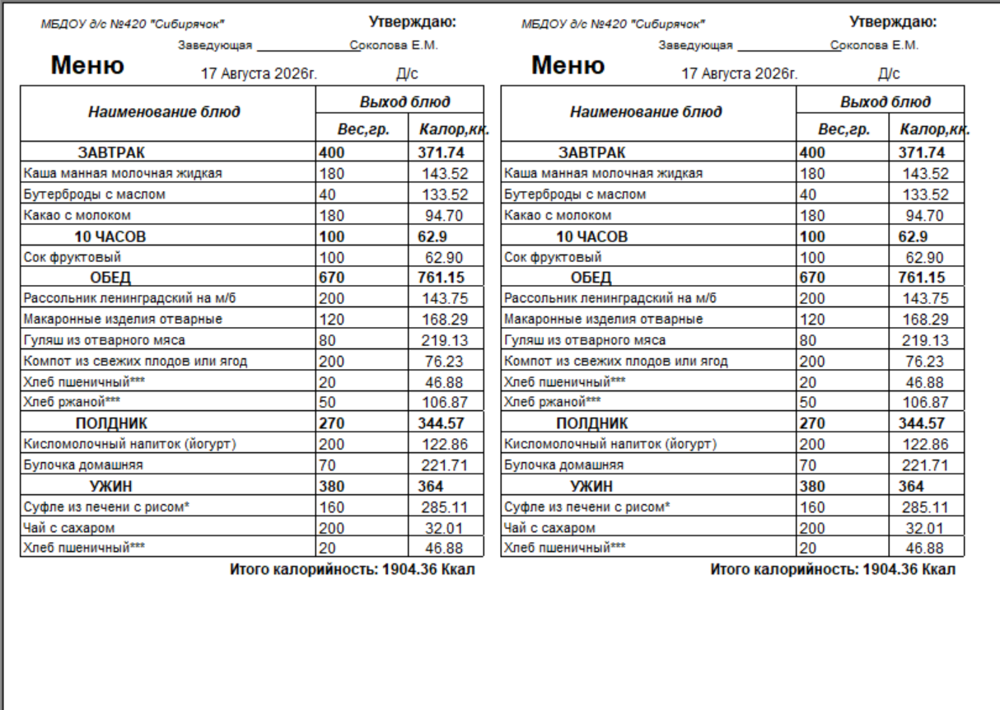 МБДОУ д/с №420 "Сибирячок" Утверждаю:
Заведующая ______________Соколова Е.М.
Меню 17 Августа 2026г. Д/с
Наименование блюд Выход блюд
Вес,гр. Калор,кк.
ЗАВТРАК 400 371.74
Каша манная молочная жидкая 180 143.52
Бутерброды с маслом 40 133.52
Какао с молоком 180 94.70
10 ЧАСОВ 100 62.9
Сок фруктовый 100 62.90
ОБЕД 670 761.15
Рассольник ленинградский на м/б 200 143.75
Макаронные изделия отварные 120 168.29
Гуляш из отварного мяса 80 219.13
Компот из свежих плодов или ягод 200 76.23
Хлеб пшеничный*** 20 46.88
Хлеб ржаной*** 50 106.87
ПОЛДНИК 270 344.57
Кисломолочный напиток (йогурт) 200 122.86
Булочка домашняя 70 221.71
УЖИН 380 364
Суфле из печени с рисом* 160 285.11
Чай с сахаром 200 32.01
Хлеб пшеничный*** 20 46.88
Итого калорийность: 1904.36 Ккал
МБДОУ д/с №420 "Сибирячок" Утверждаю:
Заведующая ______________Соколова Е.М.
Меню 17 Августа 2026г. Д/с
Наименование блюд Выход блюд
Вес,гр. Калор,кк.
ЗАВТРАК 400 371.74
Каша манная молочная жидкая 180 143.52
Бутерброды с маслом 40 133.52
Какао с молоком 180 94.70
10 ЧАСОВ 100 62.9
Сок фруктовый 100 62.90
ОБЕД 670 761.15
Рассольник ленинградский на м/б 200 143.75
Макаронные изделия отварные 120 168.29
Гуляш из отварного мяса 80 219.13
Компот из свежих плодов или ягод 200 76.23
Хлеб пшеничный*** 20 46.88
Хлеб ржаной*** 50 106.87
ПОЛДНИК 270 344.57
Кисломолочный напиток (йогурт) 200 122.86
Булочка домашняя 70 221.71
УЖИН 380 364
Суфле из печени с рисом* 160 285.11
Чай с сахаром 200 32.01
Хлеб пшеничный*** 20 46.88
Итого калорийность: 1904.36 Ккал